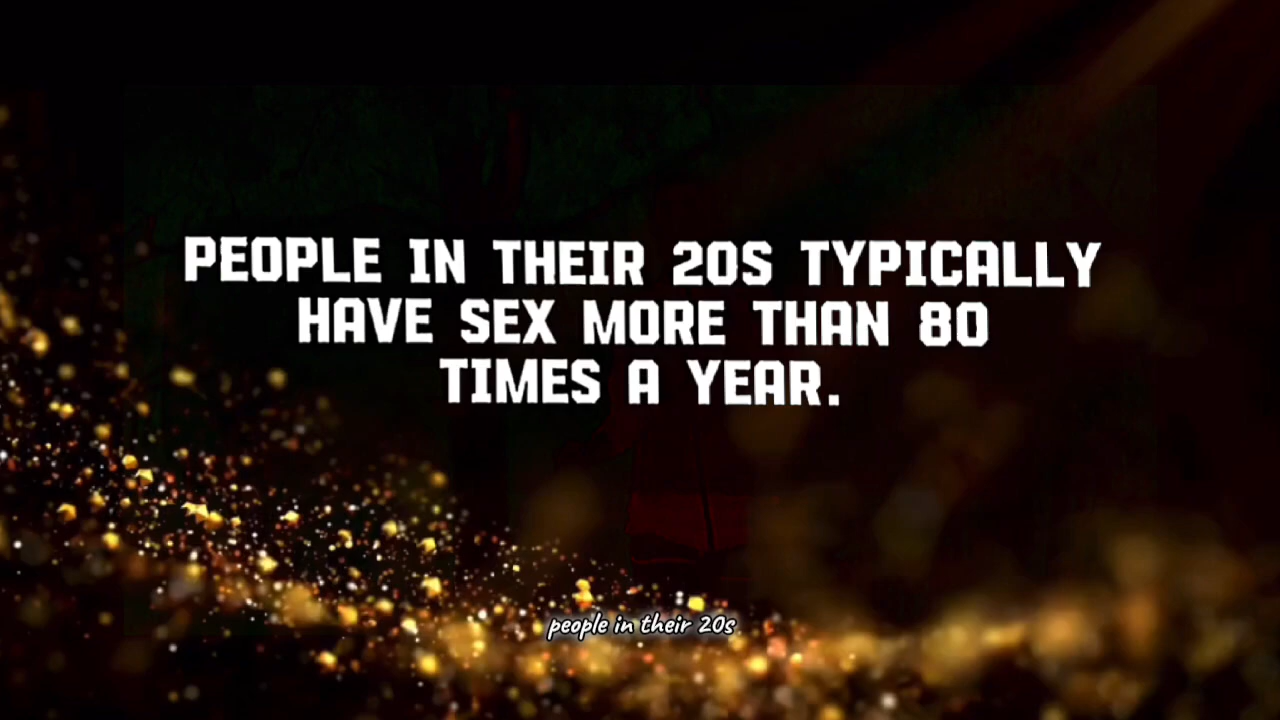 PEOPLE IN THEIR 20S TYPICALLY
HAVE SEX MORE THAN 80
TIMES A YEAR.
people in their 20s